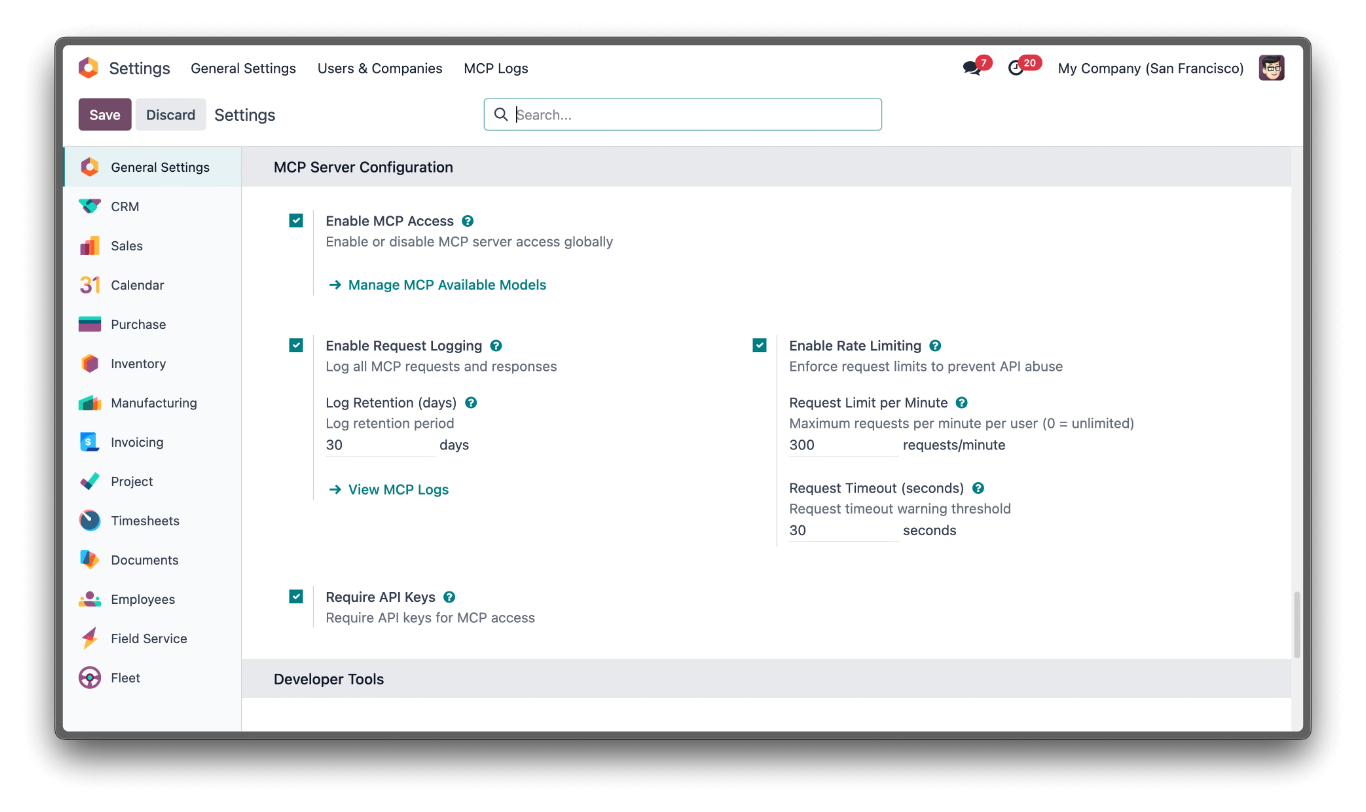 Settings General Settings Users & Companies MCP Logs 7 20 My Company (San Francisco)
Save Discard Settings Search...
General Settings
CRM
Sales
31 Calendar
Purchase
Inventory
Manufacturing
$ Invoicing
Project
Timesheets
Documents
Employees
Field Service
Fleet
MCP Server Configuration
Enable MCP Access ?
Enable or disable MCP server access globally
→ Manage MCP Available Models
Enable Request Logging ?
Log all MCP requests and responses
Log Retention (days) ?
Log retention period
30 days
→ View MCP Logs
Enable Rate Limiting ?
Enforce request limits to prevent API abuse
Request Limit per Minute ?
Maximum requests per minute per user (0 = unlimited)
300 requests/minute
Request Timeout (seconds) ?
Request timeout warning threshold
30 seconds
Require API Keys ?
Require API keys for MCP access
Developer Tools